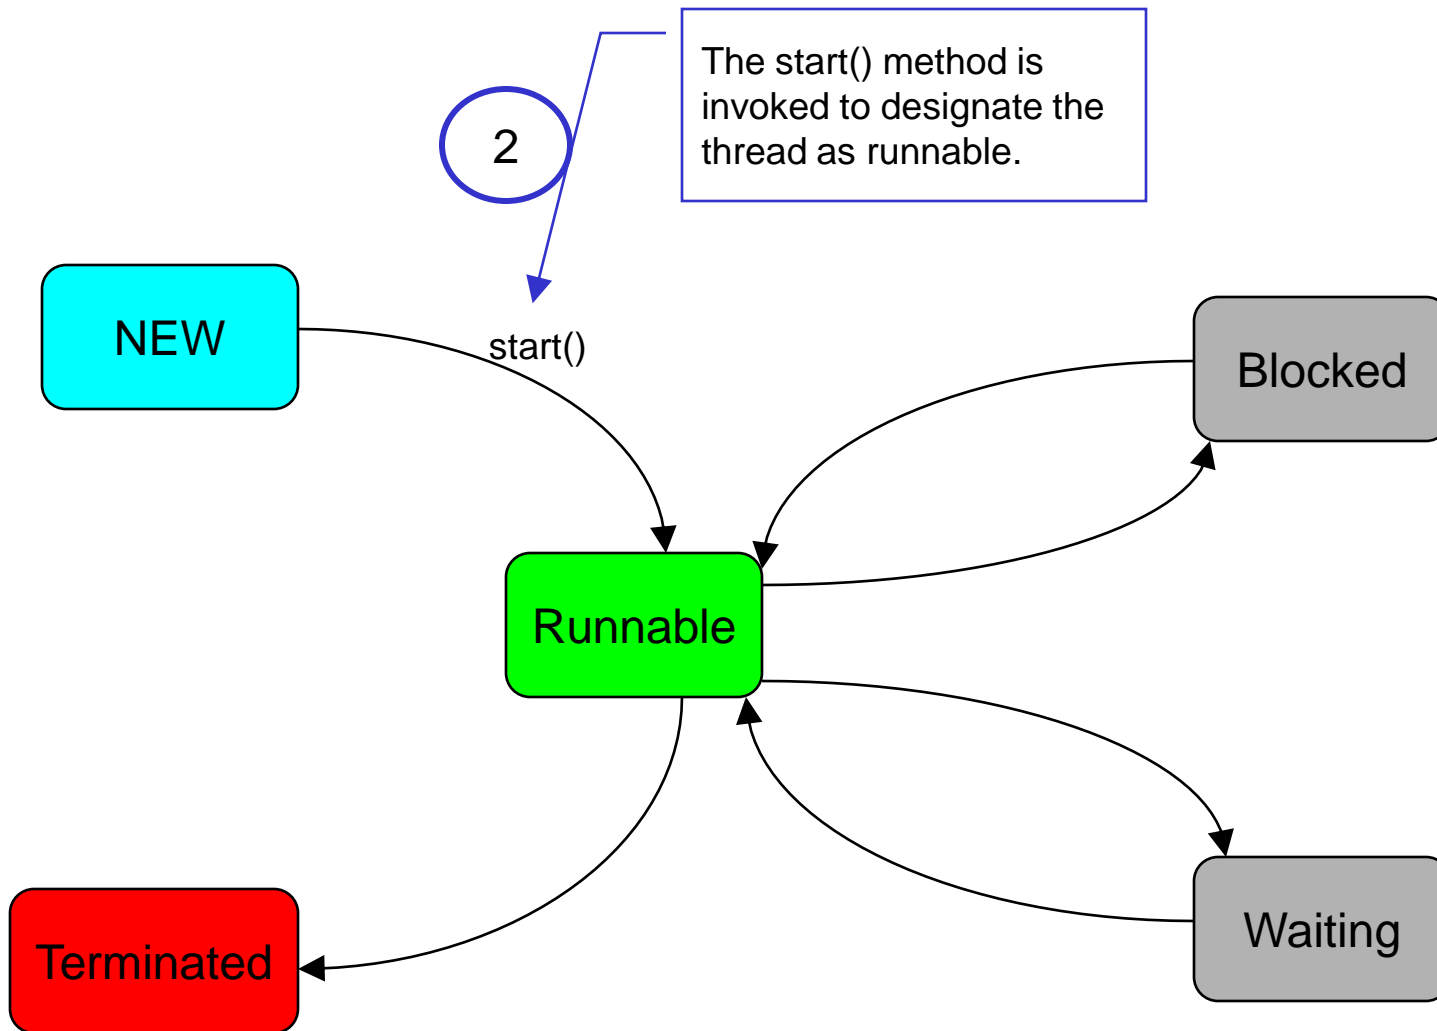 The start() method is
invoked to designate the
thread as runnable.
2
NEW
start()
Blocked
Runnable
Terminated
Waiting